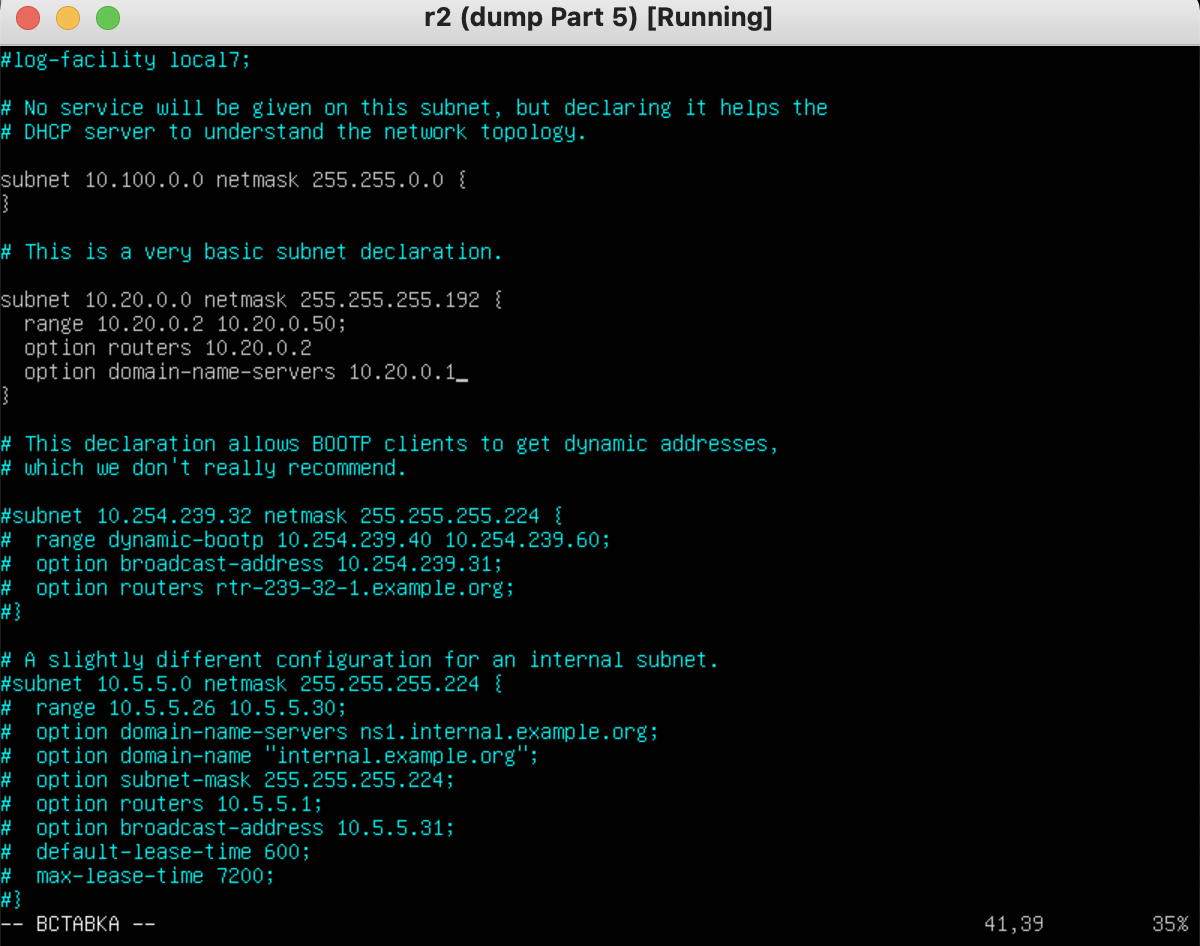 r2 (dump Part 5) [Running]
#log-facility local7;
# No service will be given on this subnet, but declaring it helps the
# DHCP server to understand the network topology.
subnet 10.100.0.0 netmask 255.255.0.0 {
}
# This is a very basic subnet declaration.
subnet 10.20.0.0 netmask 255.255.255.192 {
  range 10.20.0.2 10.20.0.50;
  option routers 10.20.0.2
  option domain-name-servers 10.20.0.1_
}
# This declaration allows BOOTP clients to get dynamic addresses,
# which we don't really recommend.
#subnet 10.254.239.32 netmask 255.255.255.224 {
#  range dynamic-bootp 10.254.239.40 10.254.239.60;
#  option broadcast-address 10.254.239.31;
#  option routers rtr-239-32-1.example.org;
#}
# A slightly different configuration for an internal subnet.
#subnet 10.5.5.0 netmask 255.255.255.224 {
#  range 10.5.5.26 10.5.5.30;
#  option domain-name-servers ns1.internal.example.org;
#  option domain-name "internal.example.org";
#  option subnet-mask 255.255.255.224;
#  option routers 10.5.5.1;
#  option broadcast-address 10.5.5.31;
#  default-lease-time 600;
#  max-lease-time 7200;
#}
-- ВСТАВКА -- 41,39 35%